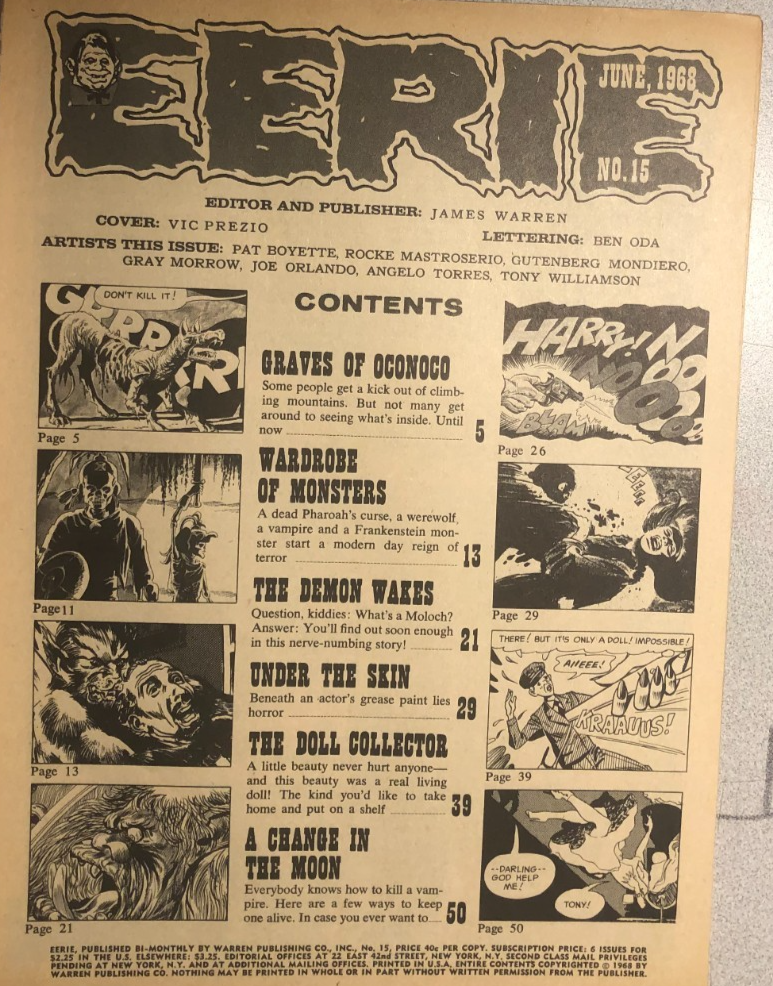 EERIE
JUNE, 1968
NO. 15
EDITOR AND PUBLISHER: JAMES WARREN
COVER: VIC PREZIO
LETTERING: BEN ODA
ARTISTS THIS ISSUE: PAT BOYETTE, ROCKE MASTROSERIO, GUTENBERG MONDIERO,
GRAY MORROW, JOE ORLANDO, ANGELO TORRES, TONY WILLIAMSON
DON'T KILL IT!
Page 5
Page 11
Page 13
Page 21
CONTENTS
GRAVES OF OCONOCO
Some people get a kick out of climb-
ing mountains. But not many get
around to seeing what's inside. Until
now 5
WARDROBE
OF MONSTERS
A dead Pharoah's curse, a werewolf,
a vampire and a Frankenstein mon-
ster start a modern day reign of
terror 13
THE DEMON WAKES
Question, kiddies: What's a Moloch?
Answer: You'll find out soon enough
in this nerve-numbing story! 21
UNDER THE SKIN
Beneath an actor's grease paint lies
horror 29
THE DOLL COLLECTOR
A little beauty never hurt anyone—
and this beauty was a real living
doll! The kind you'd like to take
home and put on a shelf 39
A CHANGE IN
THE MOON
Everybody knows how to kill a vam-
pire. Here are a few ways to keep
one alive. In case you ever want to 50
HARRY! N
BLAM
Page 26
Page 29
THERE! BUT IT'S ONLY A DOLL! IMPOSSIBLE!
AIIEEE!
KRAAUUS!
Page 39
--DARLING--
GOD HELP
ME!
TONY!
Page 50
EERIE, PUBLISHED BI-MONTHLY BY WARREN PUBLISHING CO., INC., No. 15, PRICE 40¢ PER COPY. SUBSCRIPTION PRICE: 6 ISSUES FOR
$2.25 IN THE U.S. ELSEWHERE: $3.25. EDITORIAL OFFICES AT 22 EAST 42nd STREET, NEW YORK, N.Y. SECOND CLASS MAIL PRIVILEGES
PENDING AT NEW YORK, N.Y. AND AT ADDITIONAL MAILING OFFICES. PRINTED IN U.S.A. ENTIRE CONTENTS COPYRIGHTED © 1968 BY
WARREN PUBLISHING CO. NOTHING MAY BE PRINTED IN WHOLE OR IN PART WITHOUT WRITTEN PERMISSION FROM THE PUBLISHER.